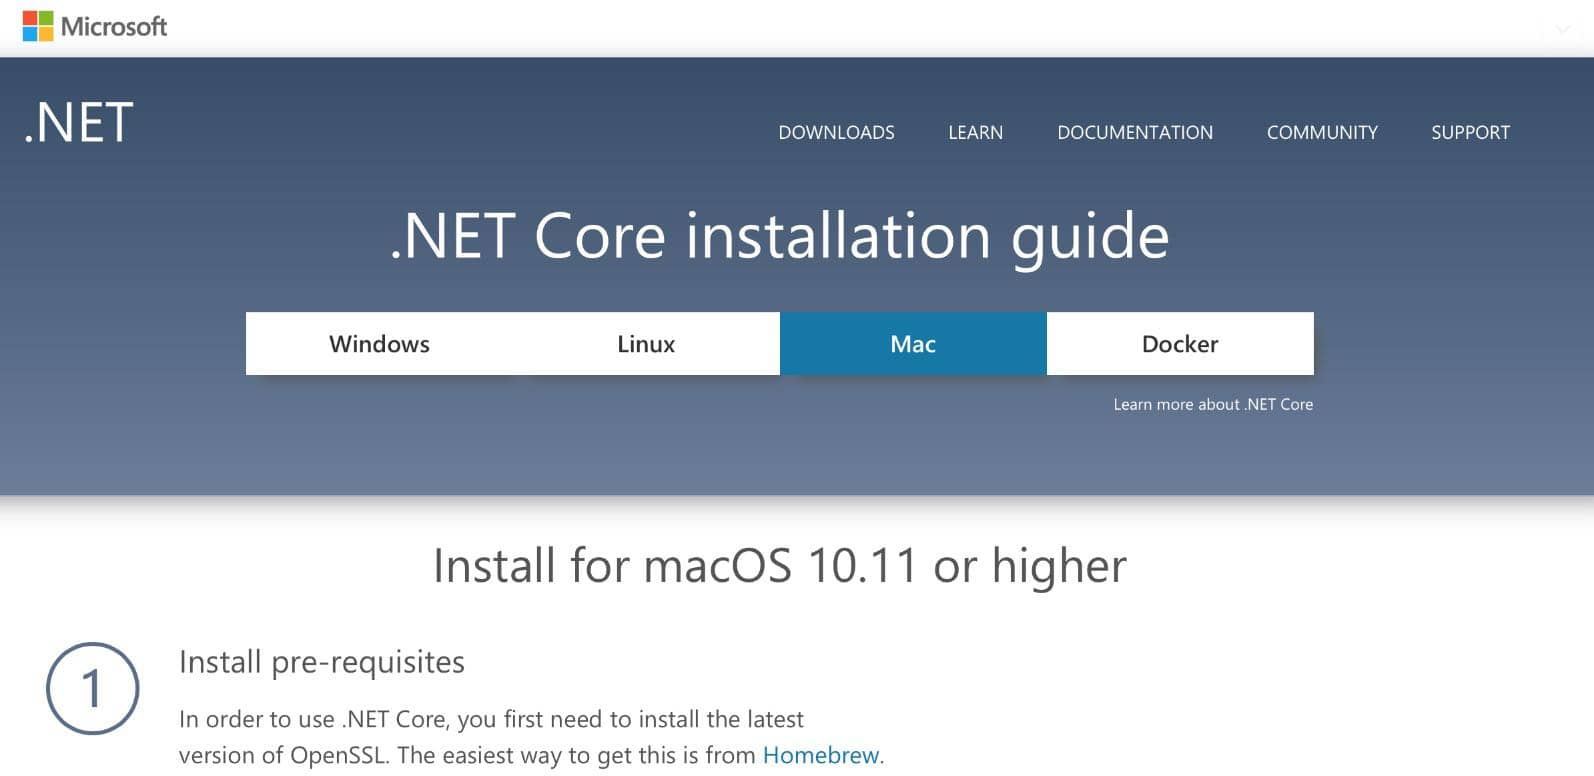 Microsoft
.NET
DOWNLOADS LEARN DOCUMENTATION COMMUNITY SUPPORT
.NET Core installation guide
Windows Linux Mac Docker
Learn more about .NET Core
Install for macOS 10.11 or higher
1
Install pre-requisites
In order to use .NET Core, you first need to install the latest
version of OpenSSL. The easiest way to get this is from Homebrew.